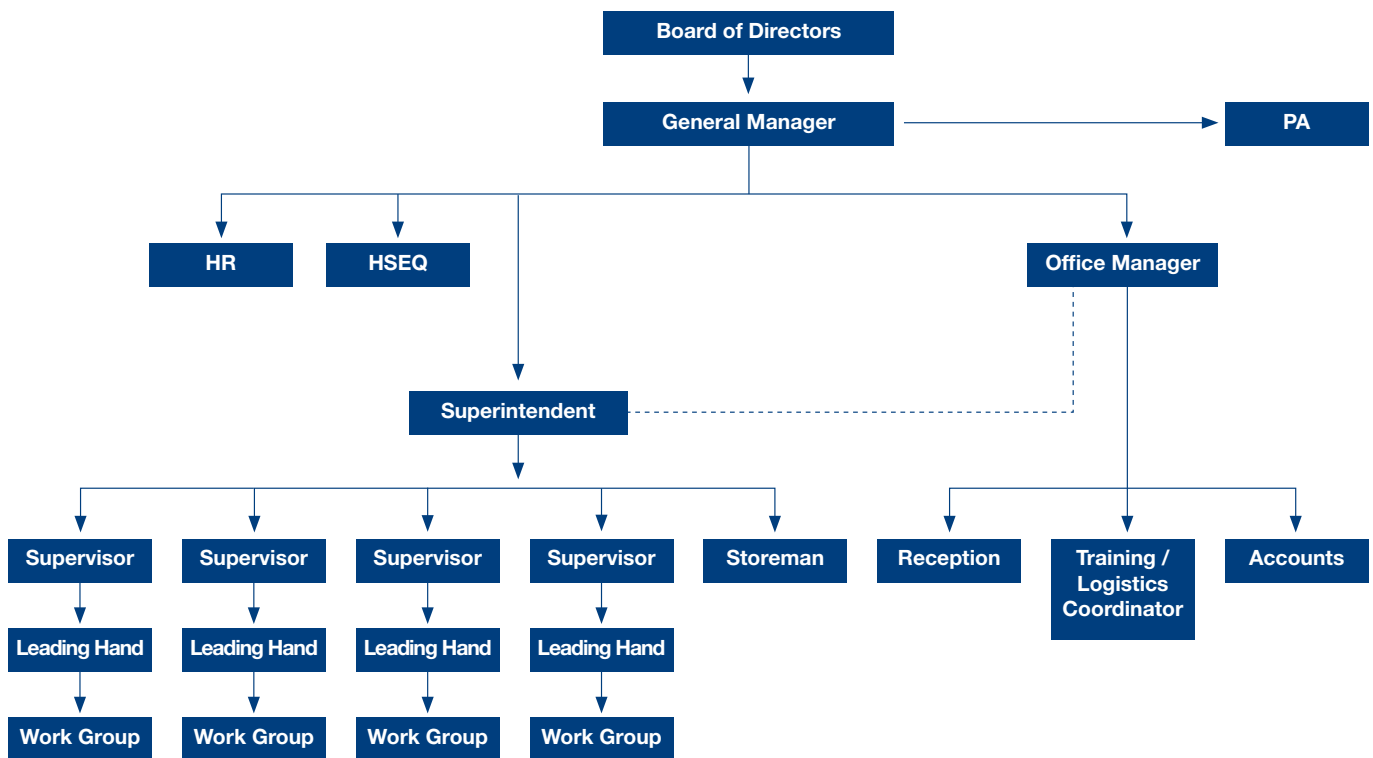 Board of Directors
General Manager
PA
HR
HSEQ
Office Manager
Superintendent
Supervisor
Supervisor
Supervisor
Supervisor
Storeman
Reception
Training /
Logistics
Coordinator
Accounts
Leading Hand
Leading Hand
Leading Hand
Leading Hand
Work Group
Work Group
Work Group
Work Group